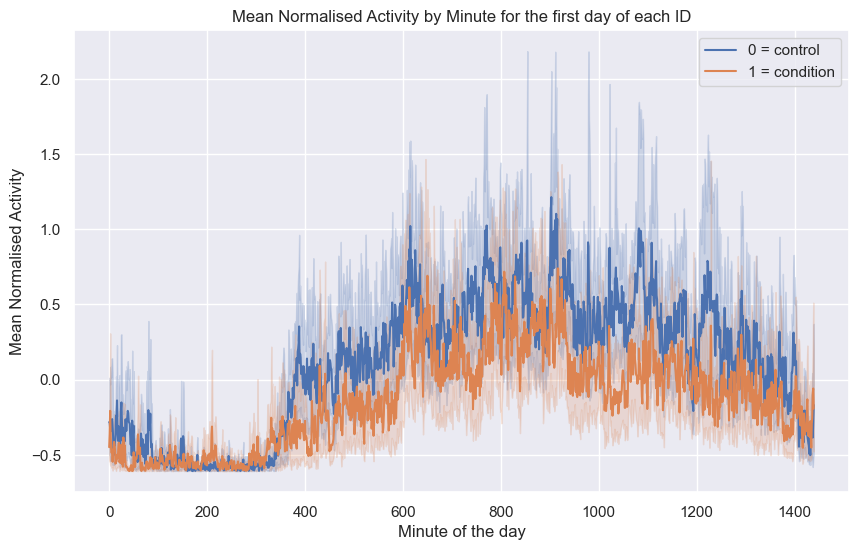 Mean Normalised Activity by Minute for the first day of each ID
0 = control
1 = condition
Mean Normalised Activity
2.0
1.5
1.0
0.5
0.0
−0.5
0 200 400 600 800 1000 1200 1400
Minute of the day